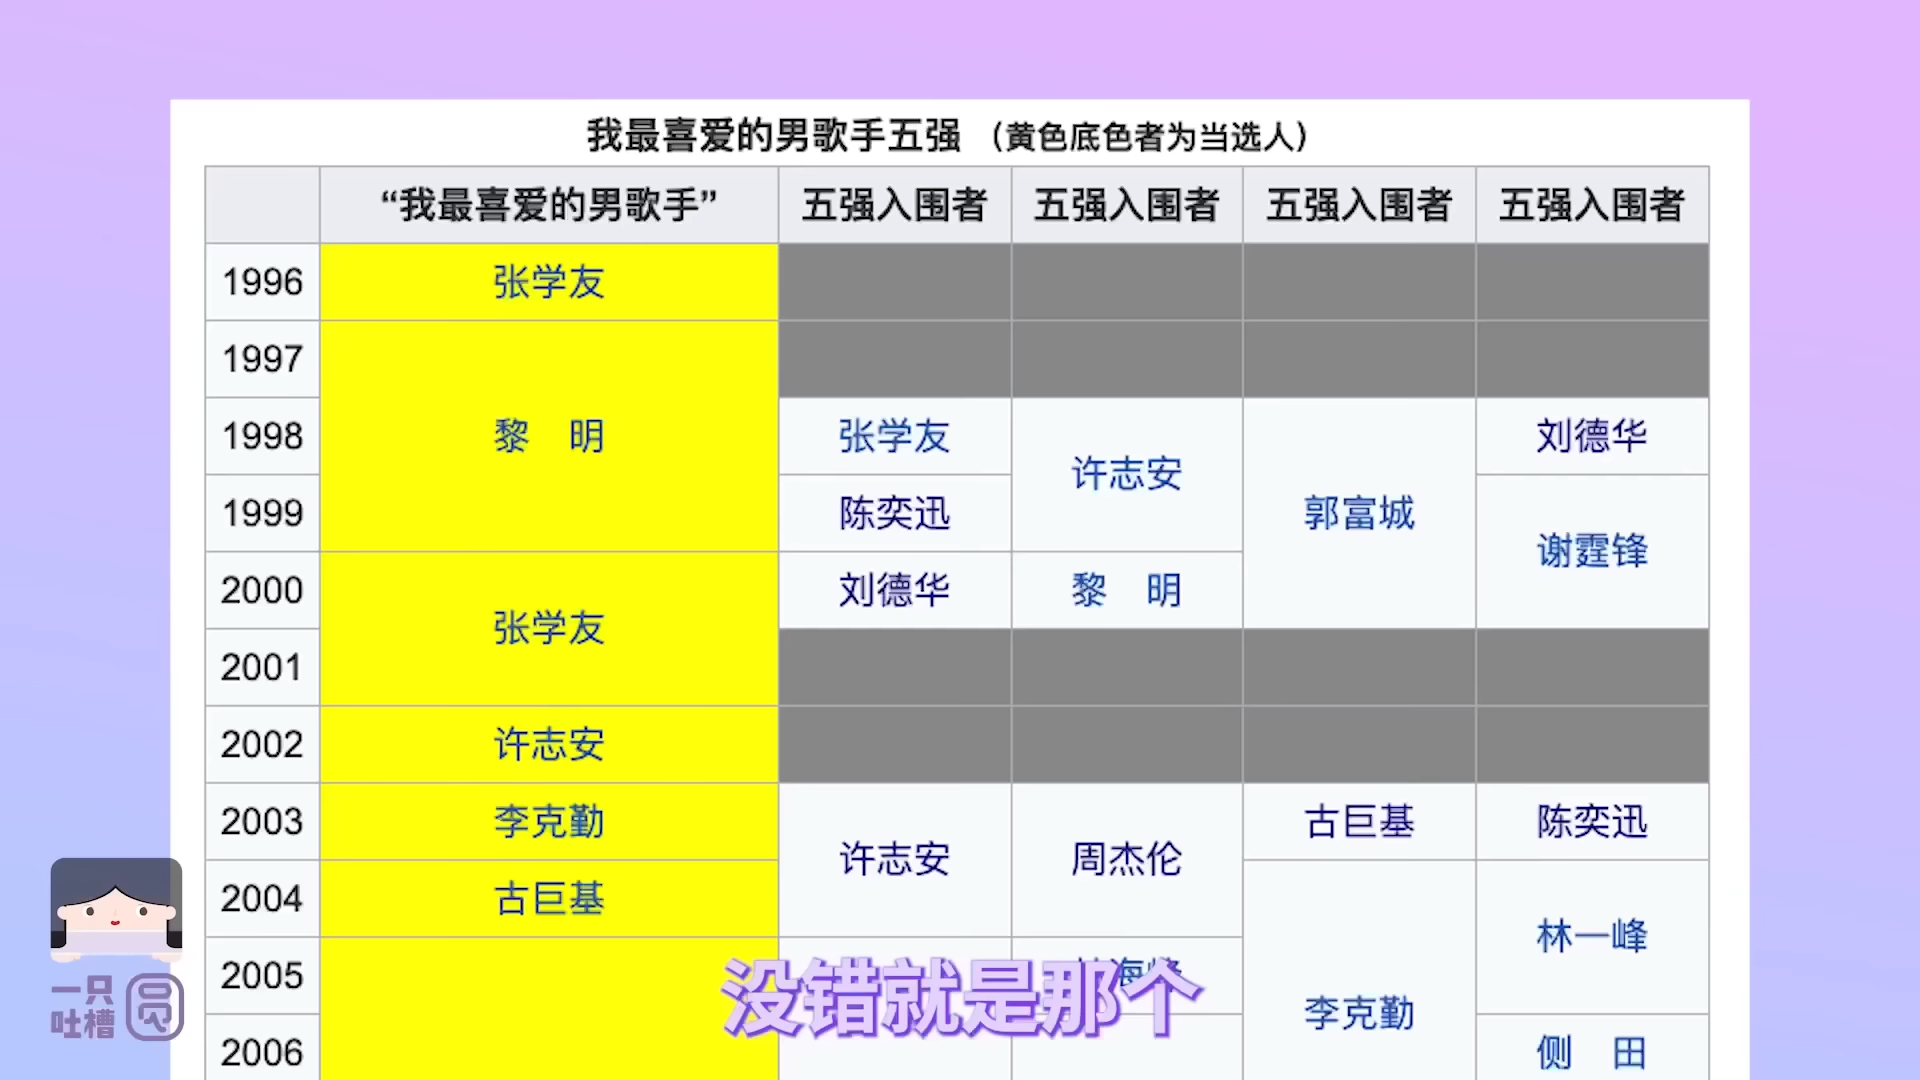 我最喜爱的男歌手五强 （黄色底色者为当选人）
“我最喜爱的男歌手” 五强入围者 五强入围者 五强入围者 五强入围者
1996 张学友
1997
1998 黎 明 张学友 许志安 刘德华
1999 陈奕迅 郭富城 谢霆锋
2000 张学友 刘德华 黎 明
2001
2002 许志安
2003 李克勤 许志安 周杰伦 古巨基 陈奕迅
2004 古巨基 林一峰
2005 李克勤
2006 侧 田
没错就是那个
一只
吐槽
圆